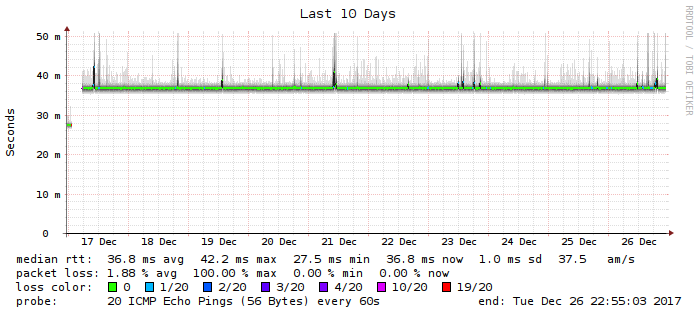 Last 10 Days
RRDTOOL / TOBI OETIKER
Seconds
50 m
40 m
30 m
20 m
10 m
0
17 Dec 18 Dec 19 Dec 20 Dec 21 Dec 22 Dec 23 Dec 24 Dec 25 Dec 26 Dec
median rtt: 36.8 ms avg 42.2 ms max 27.5 ms min 36.8 ms now 1.0 ms sd 37.5 am/s
packet loss: 1.88 % avg 100.00 % max 0.00 % min 0.00 % now
loss color: 0 1/20 2/20 3/20 4/20 10/20 19/20
probe: 20 ICMP Echo Pings (56 Bytes) every 60s end: Tue Dec 26 22:55:03 2017